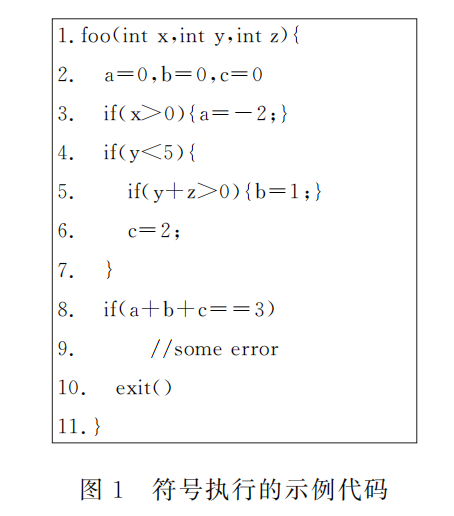 1.foo(int x,int y,int z){
2. a=0,b=0,c=0
3. if(x>0){a=-2;}
4. if(y<5){
5. if(y+z>0){b=1;}
6. c=2;
7. }
8. if(a+b+c==3)
9. //some error
10. exit()
11.}
图 1 符号执行的示例代码